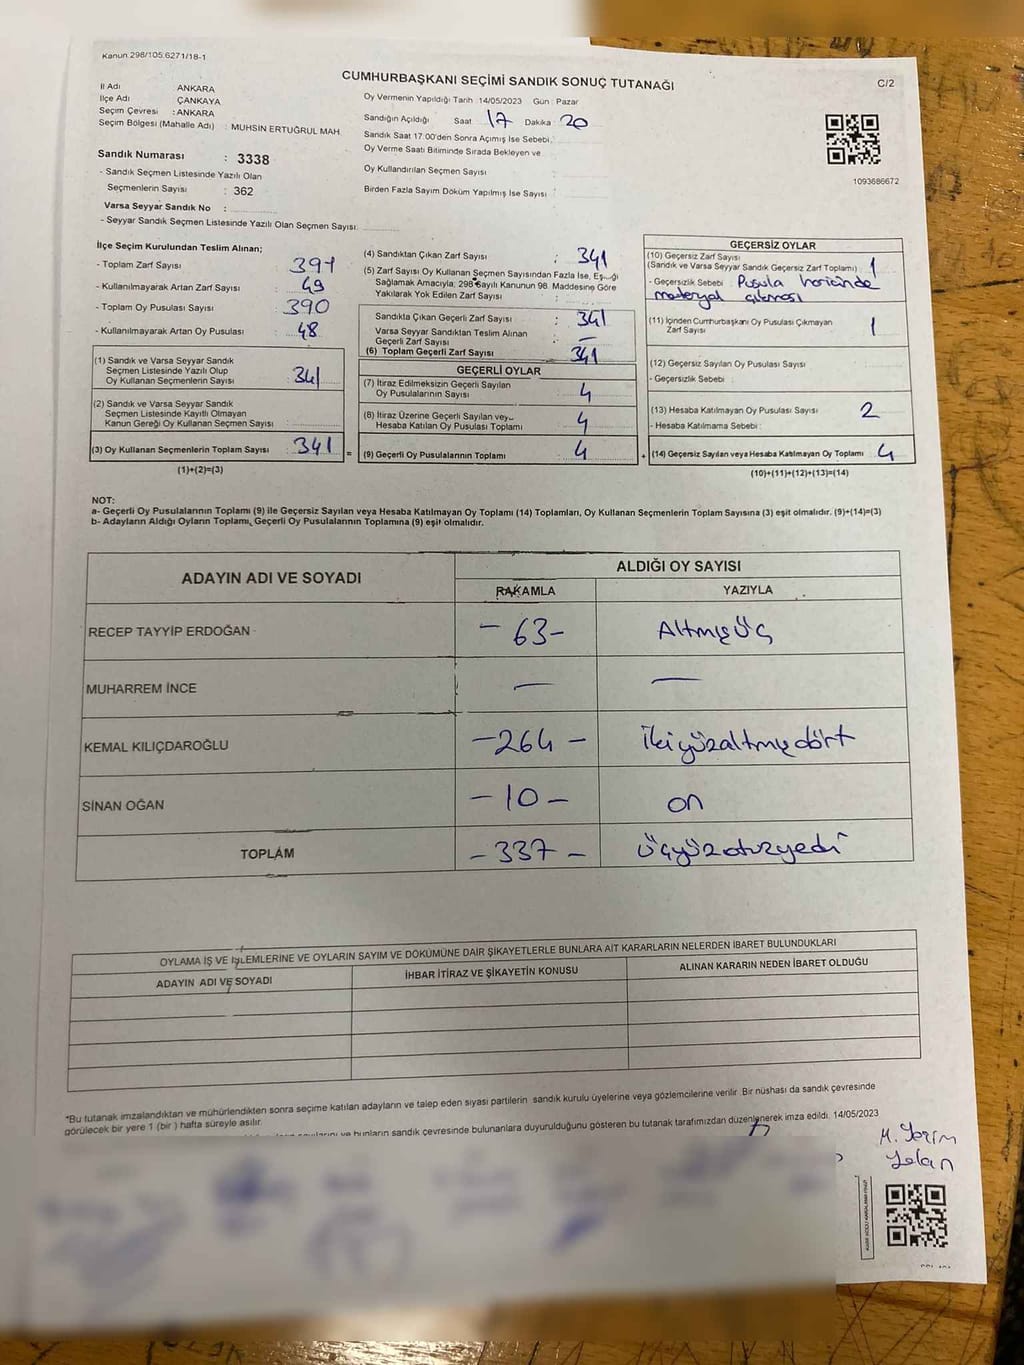 Kanun 298/105.6271/18-1
CUMHURBAŞKANI SEÇİMİ SANDIK SONUÇ TUTANAĞI
C/2
İl Adı ANKARA
İlçe Adı ÇANKAYA
Seçim Çevresi : ANKARA
Seçim Bölgesi (Mahalle Adı) : MUHSİN ERTUĞRUL MAH.
Oy Vermenin Yapıldığı Tarih 14/05/2023 Gün : Pazar
Sandığın Açıldığı Saat 17 Dakika : 20
Sandık Saat 17:00'den Sonra Açımış İse Sebebi:
Oy Verme Saati Bitiminde Sırada Bekleyen ve
Oy Kullandırılan Seçmen Sayısı :
Birden Fazla Sayım Döküm Yapılmış İse Sayısı :
1093686672
Sandık Numarası : 3338
- Sandık Seçmen Listesinde Yazılı Olan
Seçmenlerin Sayısı : 362
Varsa Seyyar Sandık No :
- Seyyar Sandık Seçmen Listesinde Yazılı Olan Seçmen Sayısı:
İlçe Seçim Kurulundan Teslim Alınan;
- Toplam Zarf Sayısı : 391
- Kullanılmayarak Artan Zarf Sayısı : 49
- Toplam Oy Pusulası Sayısı : 390
- Kullanılmayarak Artan Oy Pusulası : 48
(1) Sandık ve Varsa Seyyar Sandık
Seçmen Listesinde Yazılı Olup
Oy Kullanan Seçmenlerin Sayısı : 341
(2) Sandık ve Varsa Seyyar Sandık
Seçmen Listesinde Kayıtlı Olmayan
Kanun Gereği Oy Kullanan Seçmen Sayısı :
(3) Oy Kullanan Seçmenlerin Toplam Sayısı : 341 =
(1)+(2)=(3)
(4) Sandıktan Çıkan Zarf Sayısı : 341
(5) Zarf Sayısı Oy Kullanan Seçmen Sayısından Fazla İse, Eşitliği
Sağlamak Amacıyla; 298 Sayılı Kanunun 98. Maddesine Göre
Yakılarak Yok Edilen Zarf Sayısı :
Sandıkla Çıkan Geçerli Zarf Sayısı : 341
Varsa Seyyar Sandıktan Teslim Alınan
Geçerli Zarf Sayısı : —
(6) Toplam Geçerli Zarf Sayısı 341
GEÇERLİ OYLAR
(7) İtiraz Edilmeksizin Geçerli Sayılan
Oy Pusulalarının Sayısı : 4
(8) İtiraz Üzerine Geçerli Sayılan veya
Hesaba Katılan Oy Pusulası Toplamı : 4
(9) Geçerli Oy Pusulalarının Toplamı : 4 +
GEÇERSİZ OYLAR
(10) Geçersiz Zarf Sayısı
(Sandık ve Varsa Seyyar Sandık Geçersiz Zarf Toplamı) : 1
- Geçersizlik Sebebi : Pusula haricinde
materyal çıkması
(11) İçinden Cumhurbaşkanı Oy Pusulası Çıkmayan
Zarf Sayısı : 1
(12) Geçersiz Sayılan Oy Pusulası Sayısı :
- Geçersizlik Sebebi :
(13) Hesaba Katılmayan Oy Pusulası Sayısı : 2
- Hesaba Katılmama Sebebi :
(14) Geçersiz Sayılan veya Hesaba Katılmayan Oy Toplamı : 4
(10)+(11)+(12)+(13)=(14)
NOT:
a- Geçerli Oy Pusulalarının Toplamı (9) ile Geçersiz Sayılan veya Hesaba Katılmayan Oy Toplamı (14) Toplamları, Oy Kullanan Seçmenlerin Toplam Sayısına (3) eşit olmalıdır. (9)+(14)=(3)
b- Adayların Aldığı Oyların Toplamı, Geçerli Oy Pusulalarının Toplamına (9) eşit olmalıdır.
ADAYIN ADI VE SOYADI
ALDIĞI OY SAYISI
RAKAMLA YAZIYLA
RECEP TAYYİP ERDOĞAN - 63 - Altmışüç
MUHARREM İNCE — —
KEMAL KILIÇDAROĞLU - 264 - ikiyüzaltmışdört
SİNAN OĞAN - 10 - on
TOPLAM - 337 - üçyüzotuzyedi
OYLAMA İŞ VE İŞLEMLERİNE VE OYLARIN SAYIM VE DÖKÜMÜNE DAİR ŞİKAYETLERLE BUNLARA AİT KARARLARIN NELERDEN İBARET BULUNDUKLARI
ADAYIN ADI VE SOYADI İHBAR İTİRAZ VE ŞİKAYETİN KONUSU ALINAN KARARIN NEDEN İBARET OLDUĞU
*Bu tutanak imzalandıktan ve mühürlendikten sonra seçime katılan adayların ve talep eden siyasi partilerin sandık kurulu üyelerine veya gözlemcilerine verilir. Bir nüshası da sandık çevresinde
görülecek bir yere 1 (bir) hafta süreyle asılır.
ve bunların sandık çevresinde bulunanlara duyurulduğunu gösteren bu tutanak tarafımızdan düzenlenerek imza edildi. 14/05/2023